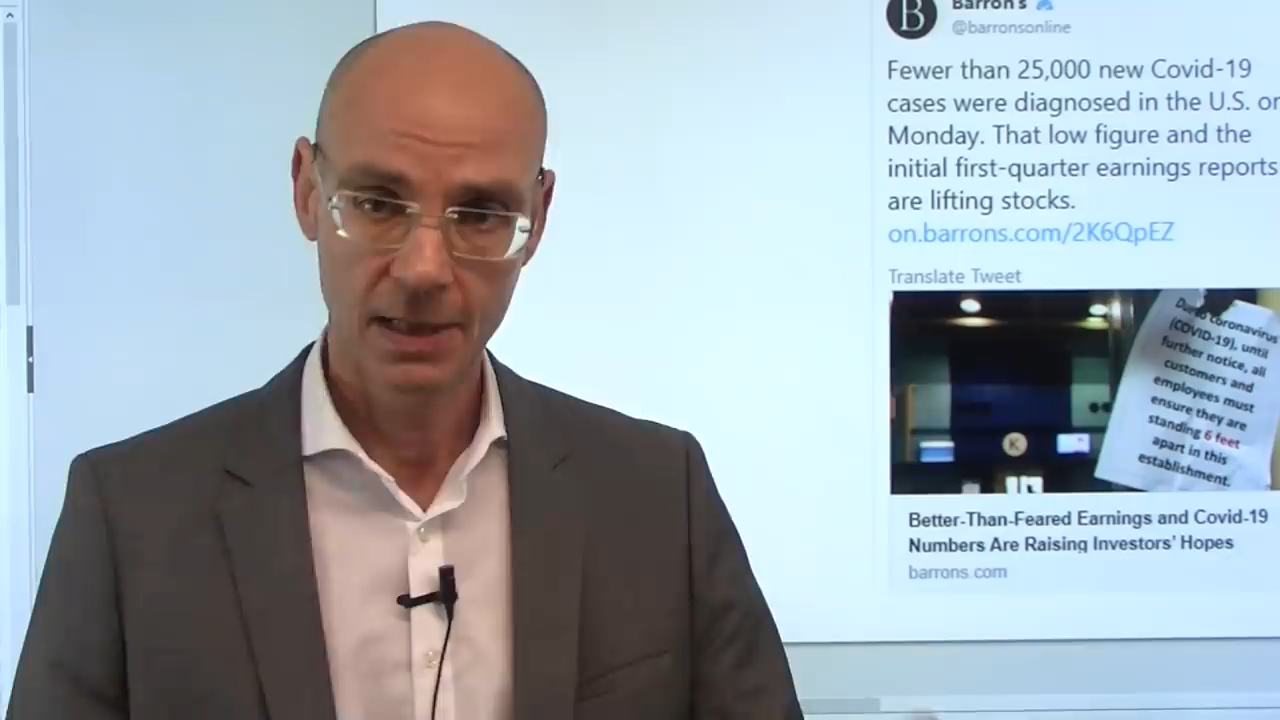 B
Barron's
@barronsonline
Fewer than 25,000 new Covid-19
cases were diagnosed in the U.S. on
Monday. That low figure and the
initial first-quarter earnings reports
are lifting stocks.
on.barrons.com/2K6QpEZ
Translate Tweet
coronavirus
(COVID-19), until
further notice, all
customers and
employees must
ensure they are
standing 6 feet
apart in this
establishment.
K
Better-Than-Feared Earnings and Covid-19
Numbers Are Raising Investors' Hopes
barrons.com